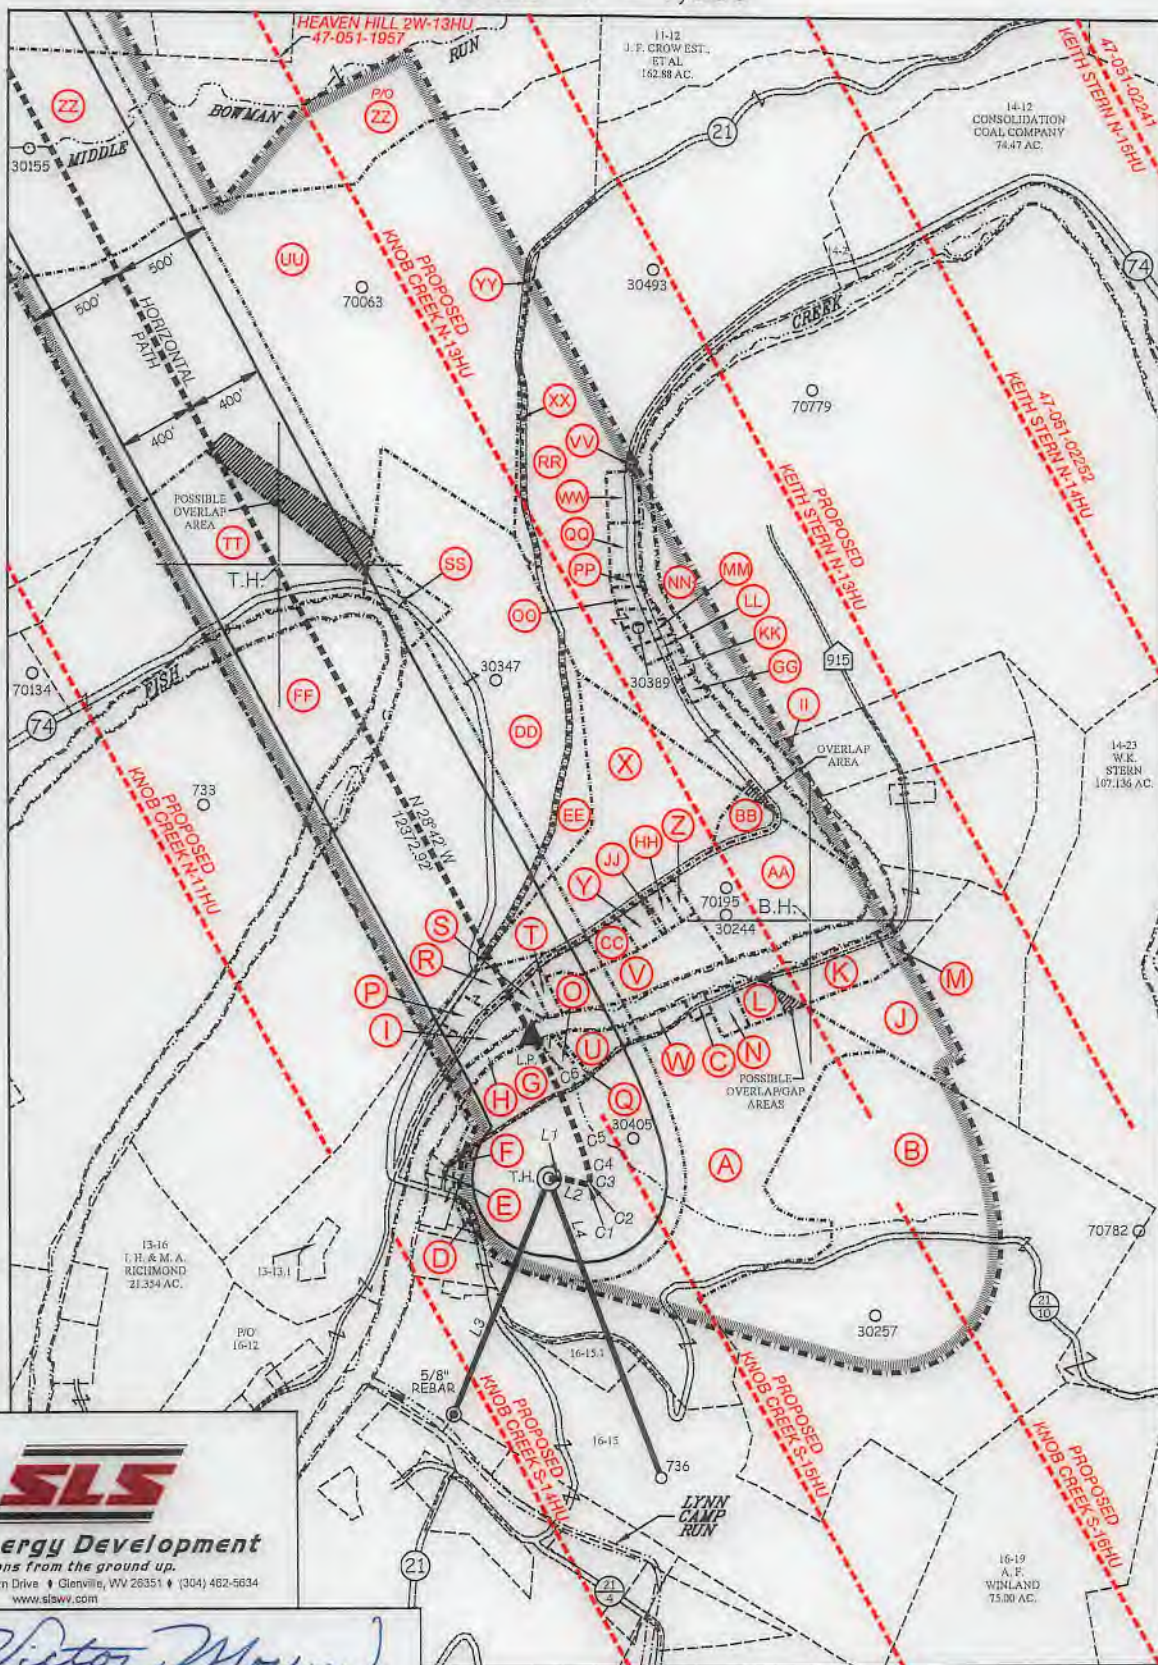 HEAVEN HILL 2W-13HU
47-051-1957
RUN
BOWMAN
MIDDLE
ZZ
30155
P/O
ZZ
11-12
J. F. CROW EST.,
ET AL
162.88 AC.
21
47-051-02241
KEITH STERN N-15HU
14-12
CONSOLIDATION
COAL COMPANY
74.47 AC.
74
14-2
CREEK
500'
500'
UU
70063
PROPOSED
KNOB CREEK N-13HU
YY
30493
HORIZONTAL
PATH
400'
400'
XX
VV
RR
WW
QQ
PP
70779
47-051-02252
KEITH STERN N-14HU
PROPOSED
KEITH STERN N-13HU
POSSIBLE
OVERLAP
AREA
TT
T.H.
SS
OO
NN
MM
LL
KK
GG
II
30389
915
70134
74
FISH
FF
30347
DD
X
OVERLAP
AREA
14-23
W.K.
STERN
107.136 AC.
733
PROPOSED
KNOB CREEK N-11HU
N 28°42' W
12372.92'
EE
BB
Z
HH
JJ
Y
AA
70195
30244
B.H.
S
T
R
CC
V
O
P
I
K
M
L
J
L.P.
G
H
C6
U
W
C
N
Q
POSSIBLE
OVERLAP/GAP
AREAS
30405
F
L1
C5
A
B
T.H.
C4
C3
L2
E
C2
C1
L4
D
70782
13-16
J. H. & M. A.
RICHMOND
21.354 AC.
13-13.1
P/O
16-12
L3
21
10
30257
5/8"
REBAR
16-15.1
PROPOSED
KNOB CREEK S-14HU
PROPOSED
KNOB CREEK S-15HU
PROPOSED
KNOB CREEK S-16HU
16-15
736
LYNN
CAMP
RUN
21
21
4
16-19
A. F.
WINLAND
75.00 AC.
SLS
ergy Development
ons from the ground up.
n Drive ♦ Glenville, WV 26351 ♦ (304) 462-5634
www.slswv.com